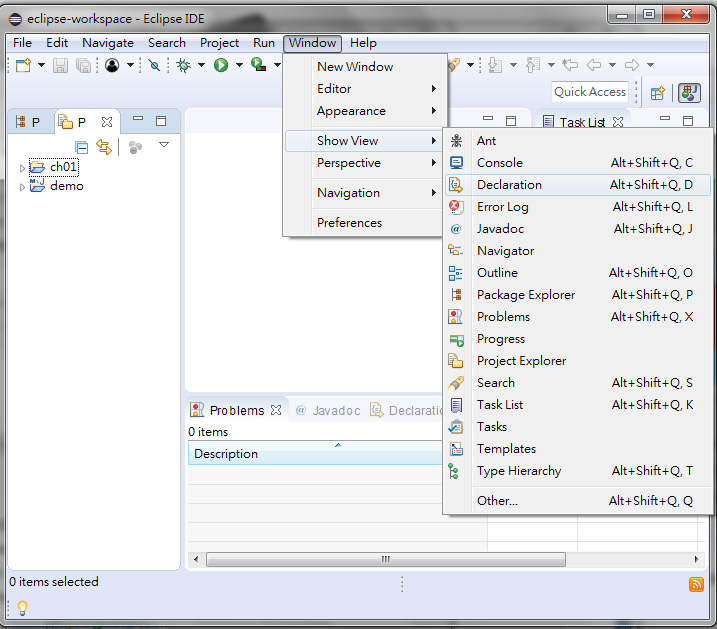 eclipse-workspace - Eclipse IDE
File Edit Navigate Search Project Run Window Help
New Window
Editor
Appearance
Show View
Perspective
Navigation
Preferences
Quick Access
P
P
ch01
demo
Task List
Ant
Console Alt+Shift+Q, C
Declaration Alt+Shift+Q, D
Error Log Alt+Shift+Q, L
Javadoc Alt+Shift+Q, J
Navigator
Outline Alt+Shift+Q, O
Package Explorer Alt+Shift+Q, P
Problems Alt+Shift+Q, X
Progress
Project Explorer
Search Alt+Shift+Q, S
Task List Alt+Shift+Q, K
Tasks
Templates
Type Hierarchy Alt+Shift+Q, T
Other... Alt+Shift+Q, Q
Problems @ Javadoc Declaratio
0 items
Description
0 items selected